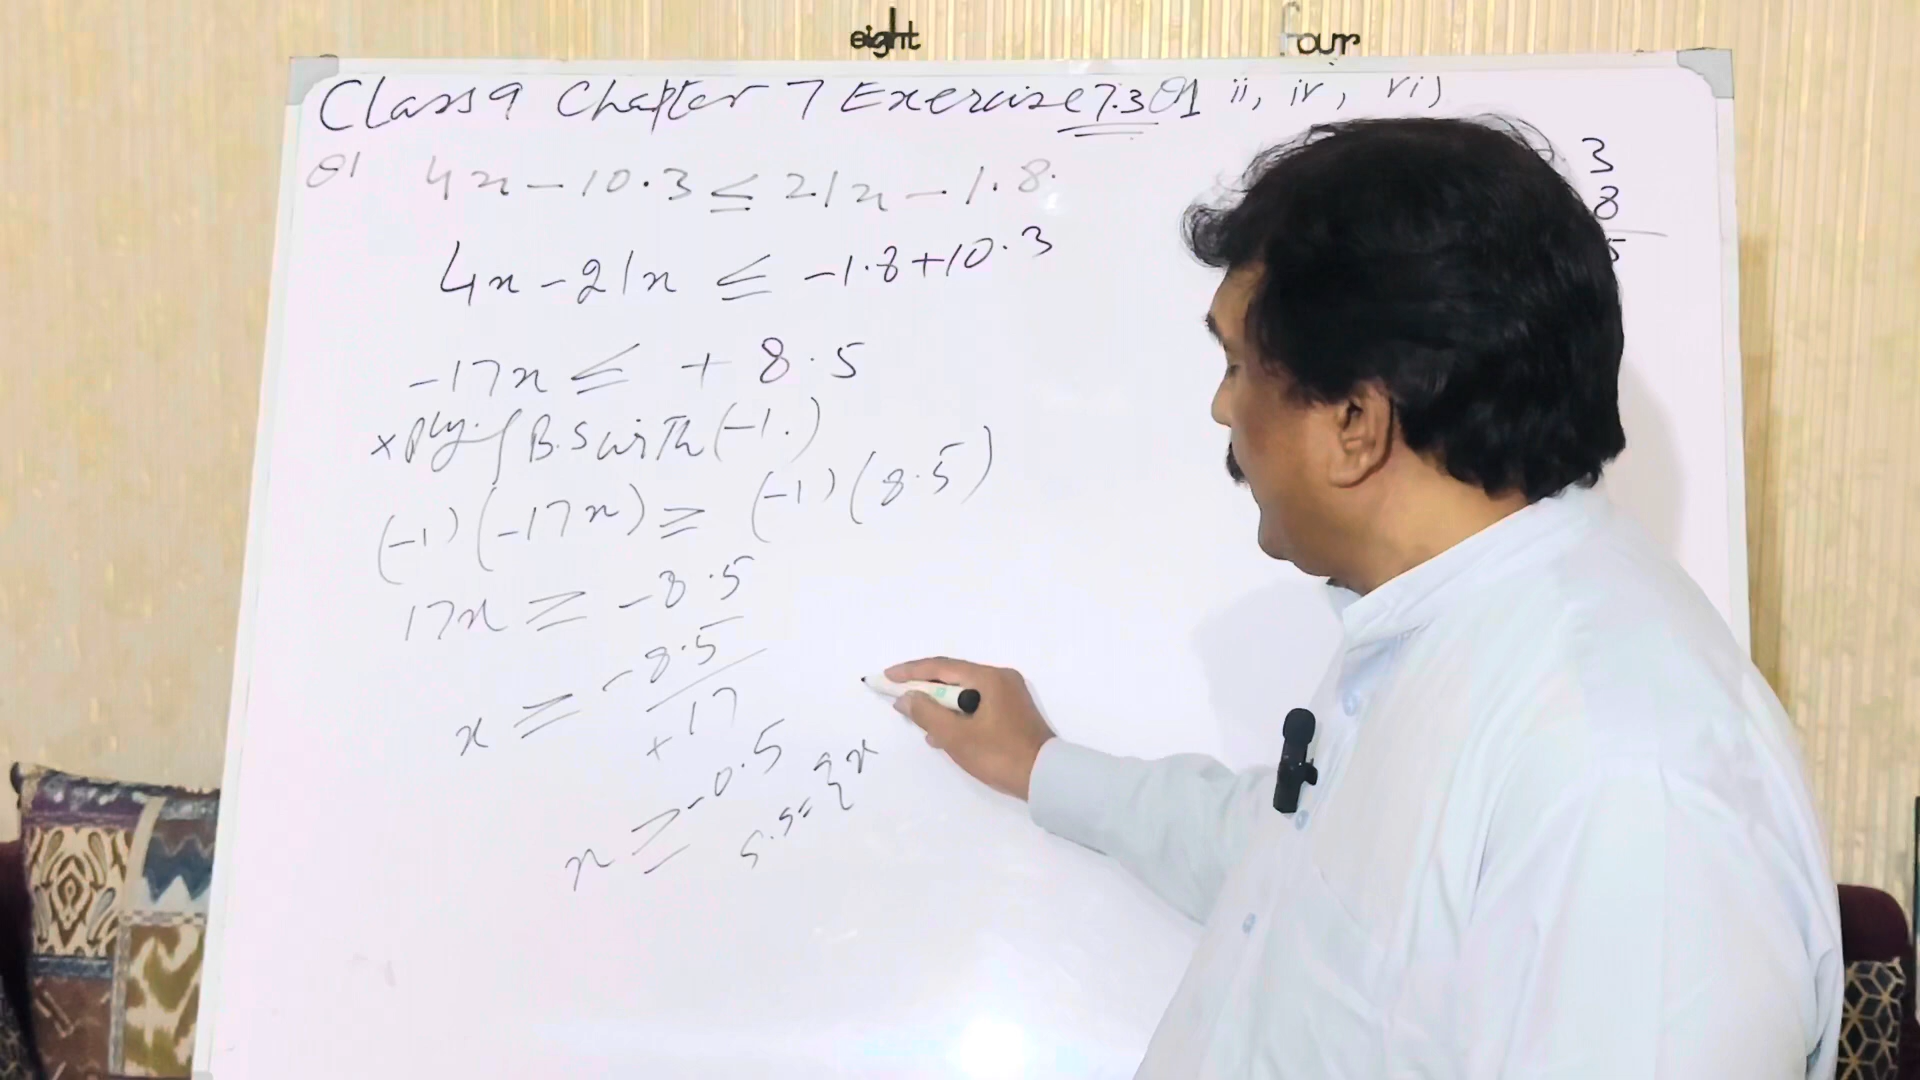 eight
four
Class 9 Chapter 7 Exercise 7.3 Q1 ii, iv, vi)
Q1 4x - 10.3 ≤ 21x - 1.8.
4x - 21x ≤ -1.8 + 10.3
-17x ≤ + 8.5
xply. B.S with (-1.)
(-1) (-17x) ≥ (-1) (8.5)
17x ≥ -8.5
x ≥ -8.5 / +17
x ≥ -0.5
S.S = { x
3
8
5